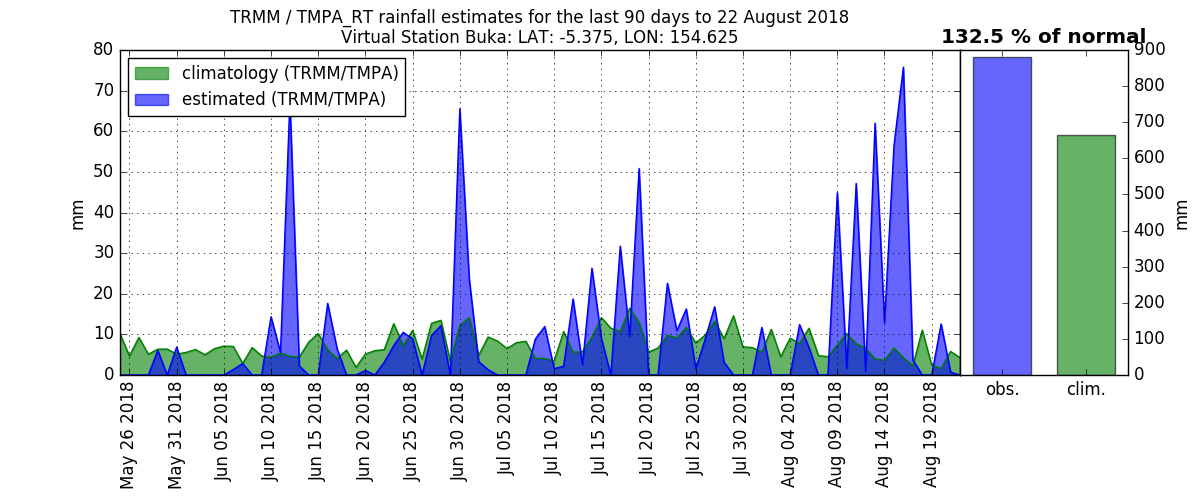 TRMM / TMPA_RT rainfall estimates for the last 90 days to 22 August 2018
Virtual Station Buka: LAT: -5.375, LON: 154.625
132.5 % of normal
climatology (TRMM/TMPA)
estimated (TRMM/TMPA)
80
70
60
50
40
30
20
10
0
mm
May 26 2018
May 31 2018
Jun 05 2018
Jun 10 2018
Jun 15 2018
Jun 20 2018
Jun 25 2018
Jun 30 2018
Jul 05 2018
Jul 10 2018
Jul 15 2018
Jul 20 2018
Jul 25 2018
Jul 30 2018
Aug 04 2018
Aug 09 2018
Aug 14 2018
Aug 19 2018
obs.
clim.
900
800
700
600
500
400
300
200
100
0
mm